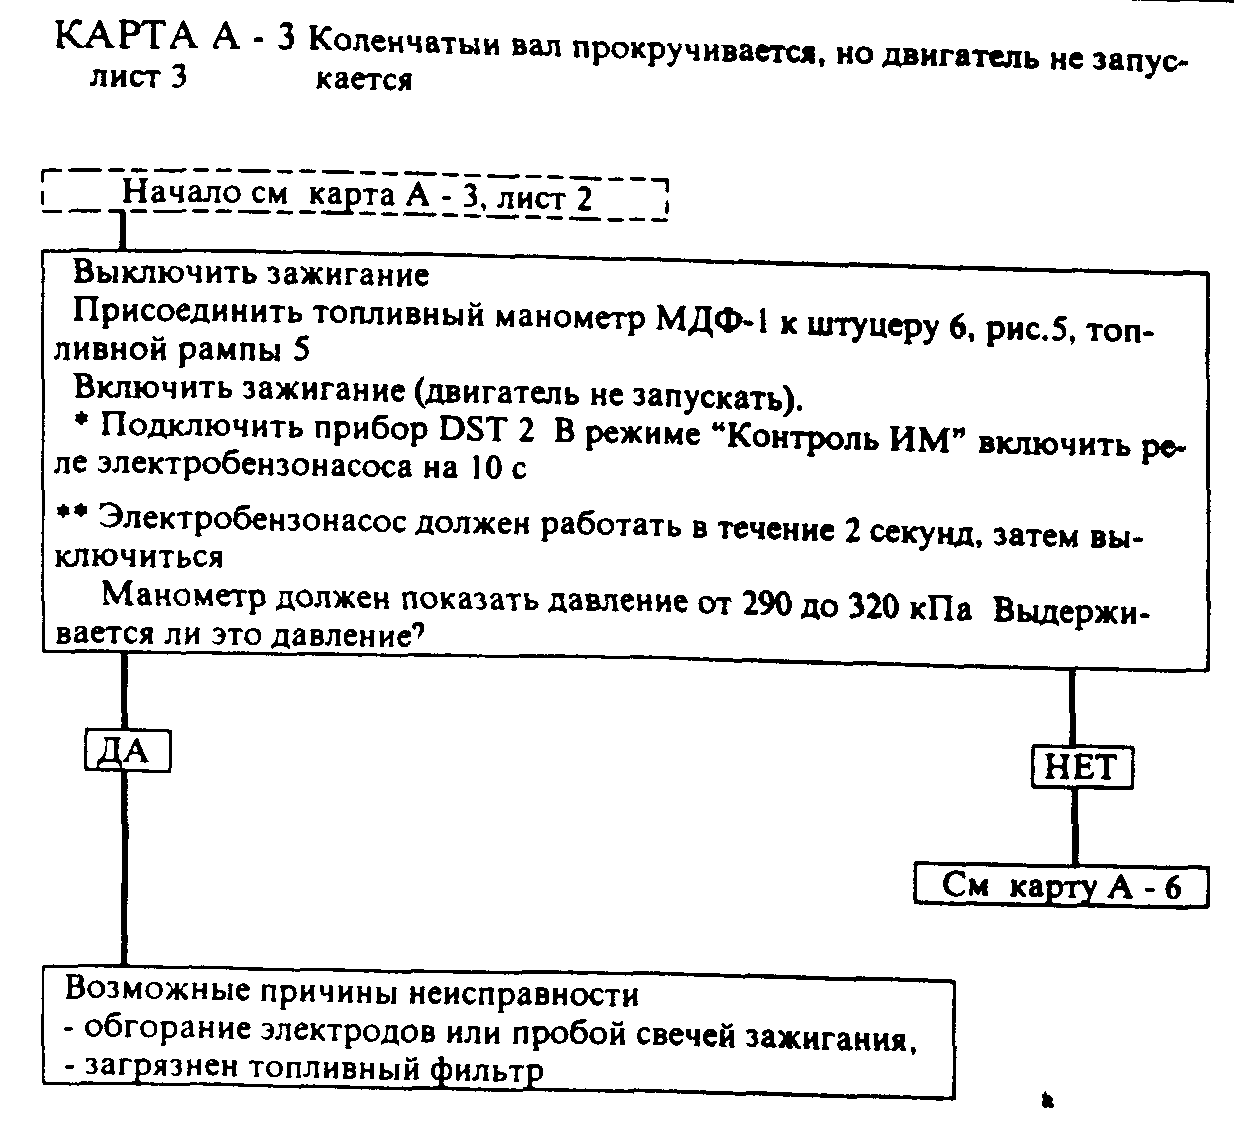 КАРТА А - 3 Коленчатыи вал прокручивается, но двигатель не запус-
лист 3 кается
Начало см карта А - 3, лист 2
Выключить зажигание
Присоединить топливный манометр МДФ-1 к штуцеру 6, рис.5, топ-
ливной рампы 5
Включить зажигание (двигатель не запускать).
* Подключить прибор DST 2 В режиме “Контроль ИМ” включить ре-
ле электробензонасоса на 10 с
** Электробензонасос должен работать в течение 2 секунд, затем вы-
ключиться
Манометр должен показать давление от 290 до 320 кПа Выдержи-
вается ли это давление?
ДА
НЕТ
См карту А - 6
Возможные причины неисправности
- обгорание электродов или пробой свечей зажигания,
- загрязнен топливный фильтр